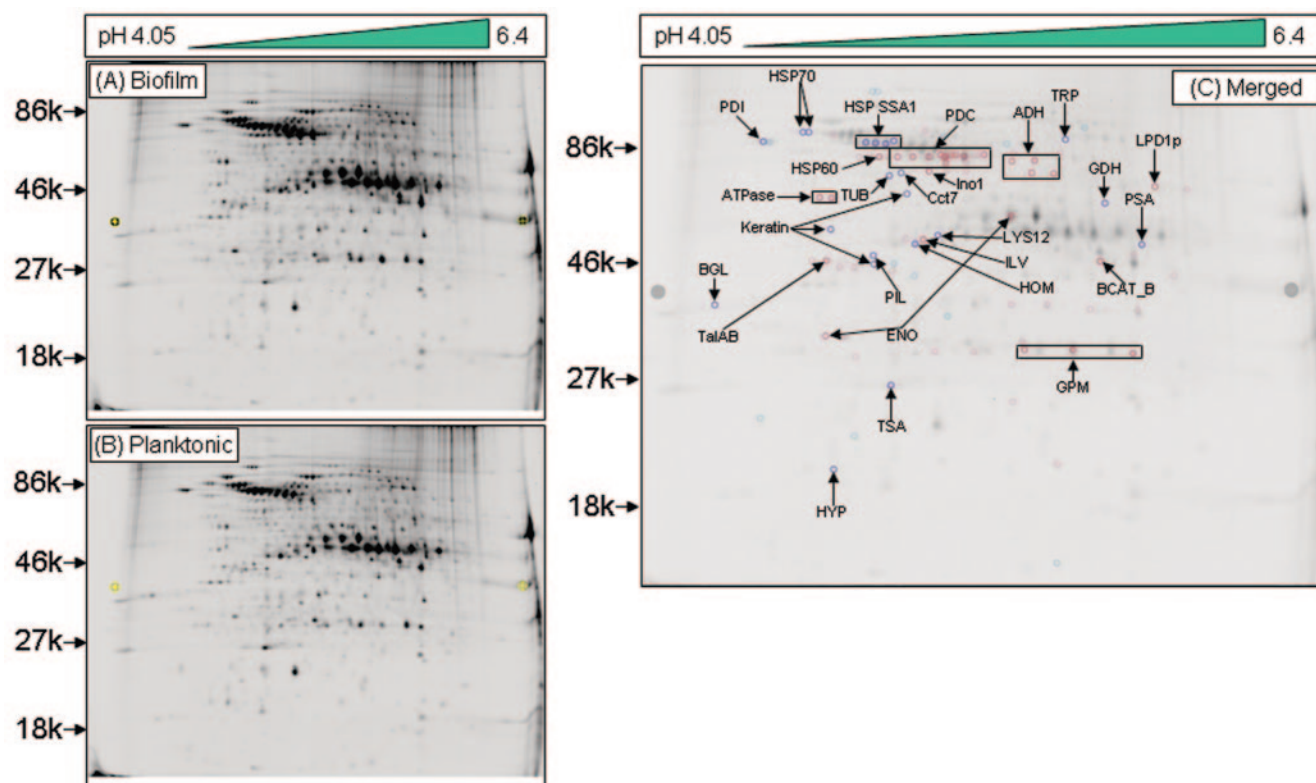 pH 4.05
6.4
(A) Biofilm
86k
46k
27k
18k
(B) Planktonic
86k
46k
27k
18k
pH 4.05
6.4
(C) Merged
HSP70
PDI
HSP SSA1
PDC
ADH
TRP
LPD1p
86k
HSP60
Ino1
GDH
ATPase
TUB
Cct7
PSA
Keratin
LYS12
46k
ILV
BGL
PIL
HOM
BCAT_B
TalAB
ENO
27k
GPM
TSA
18k
HYP